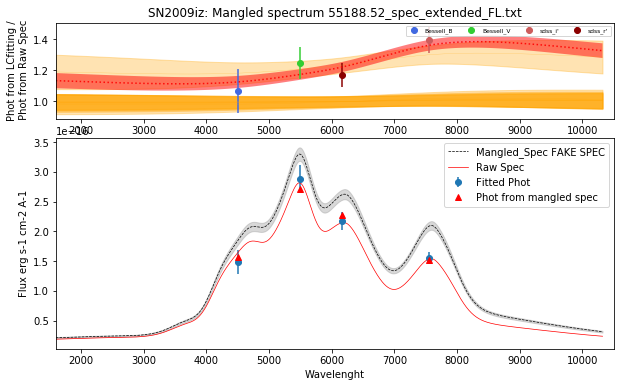 SN2009iz: Mangled spectrum 55188.52_spec_extended_FL.txt
Phot from LCfitting /
Phot from Raw Spec
1.4
1.2
1.0
Bessell_B
Bessell_V
sdss_i'
sdss_r'
2000 3000 4000 5000 6000 7000 8000 9000 10000
1e-16
Flux erg s-1 cm-2 A-1
3.5
3.0
2.5
2.0
1.5
1.0
0.5
Mangled_Spec FAKE SPEC
Raw Spec
Fitted Phot
Phot from mangled spec
2000 3000 4000 5000 6000 7000 8000 9000 10000
Wavelenght